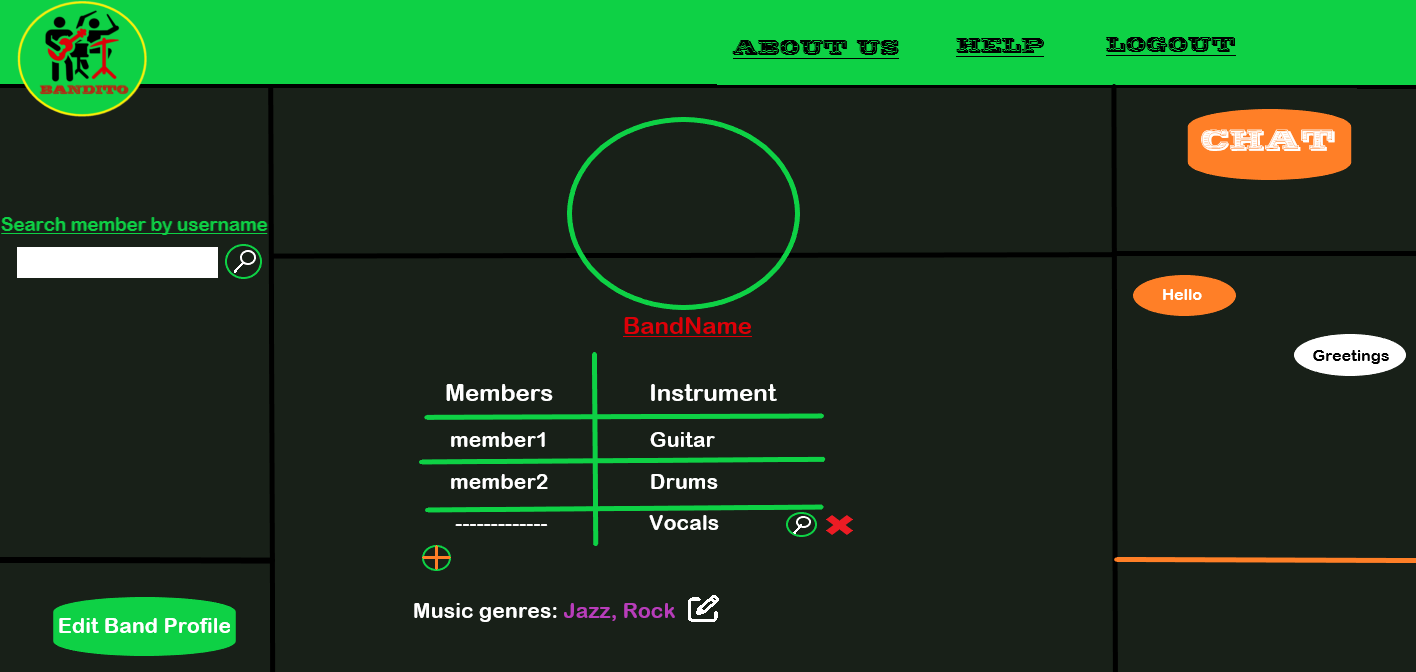 BANDITO
ABOUT US HELP LOGOUT
CHAT
Search member by username
Hello
Greetings
BandName
Members Instrument
member1 Guitar
member2 Drums
------------- Vocals
Music genres: Jazz, Rock
Edit Band Profile